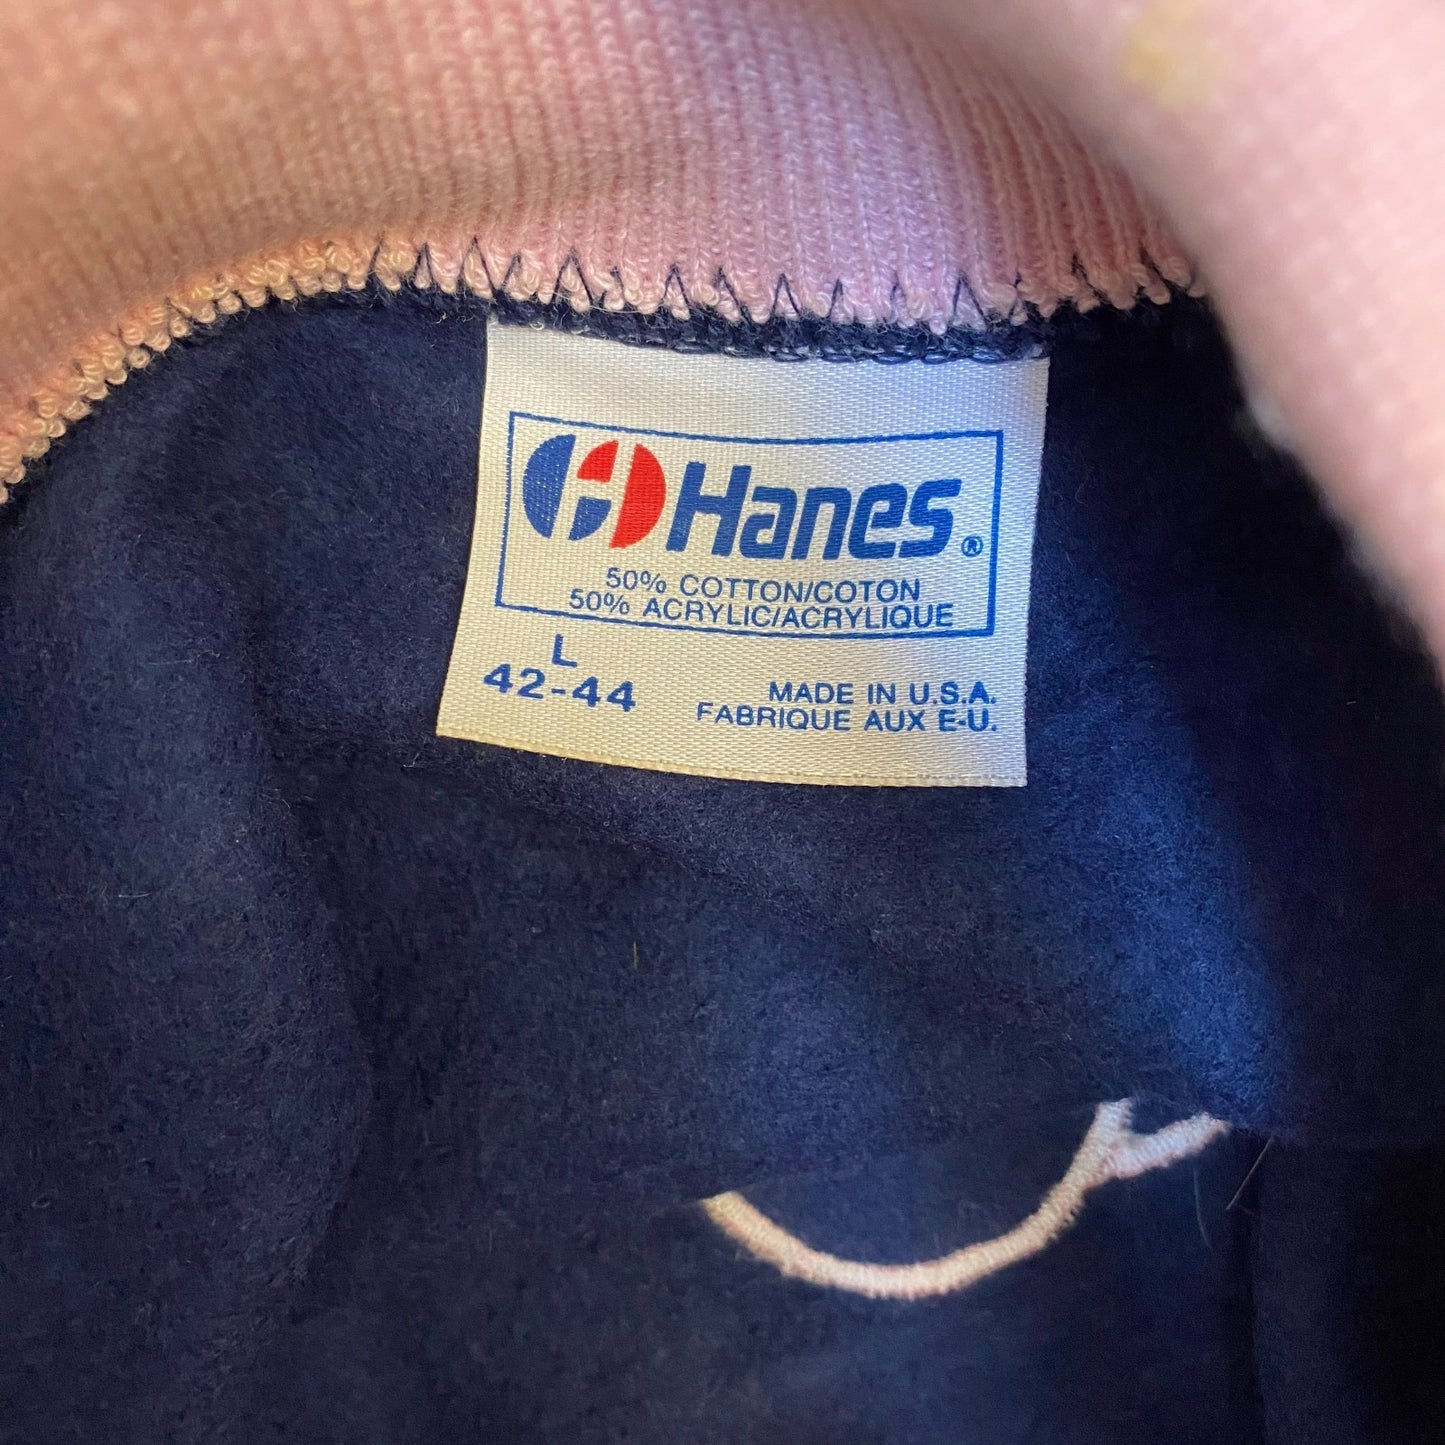 Hanes®
50% COTTON/COTON
50% ACRYLIC/ACRYLIQUE
L
42-44
MADE IN U.S.A.
FABRIQUE AUX E-U.